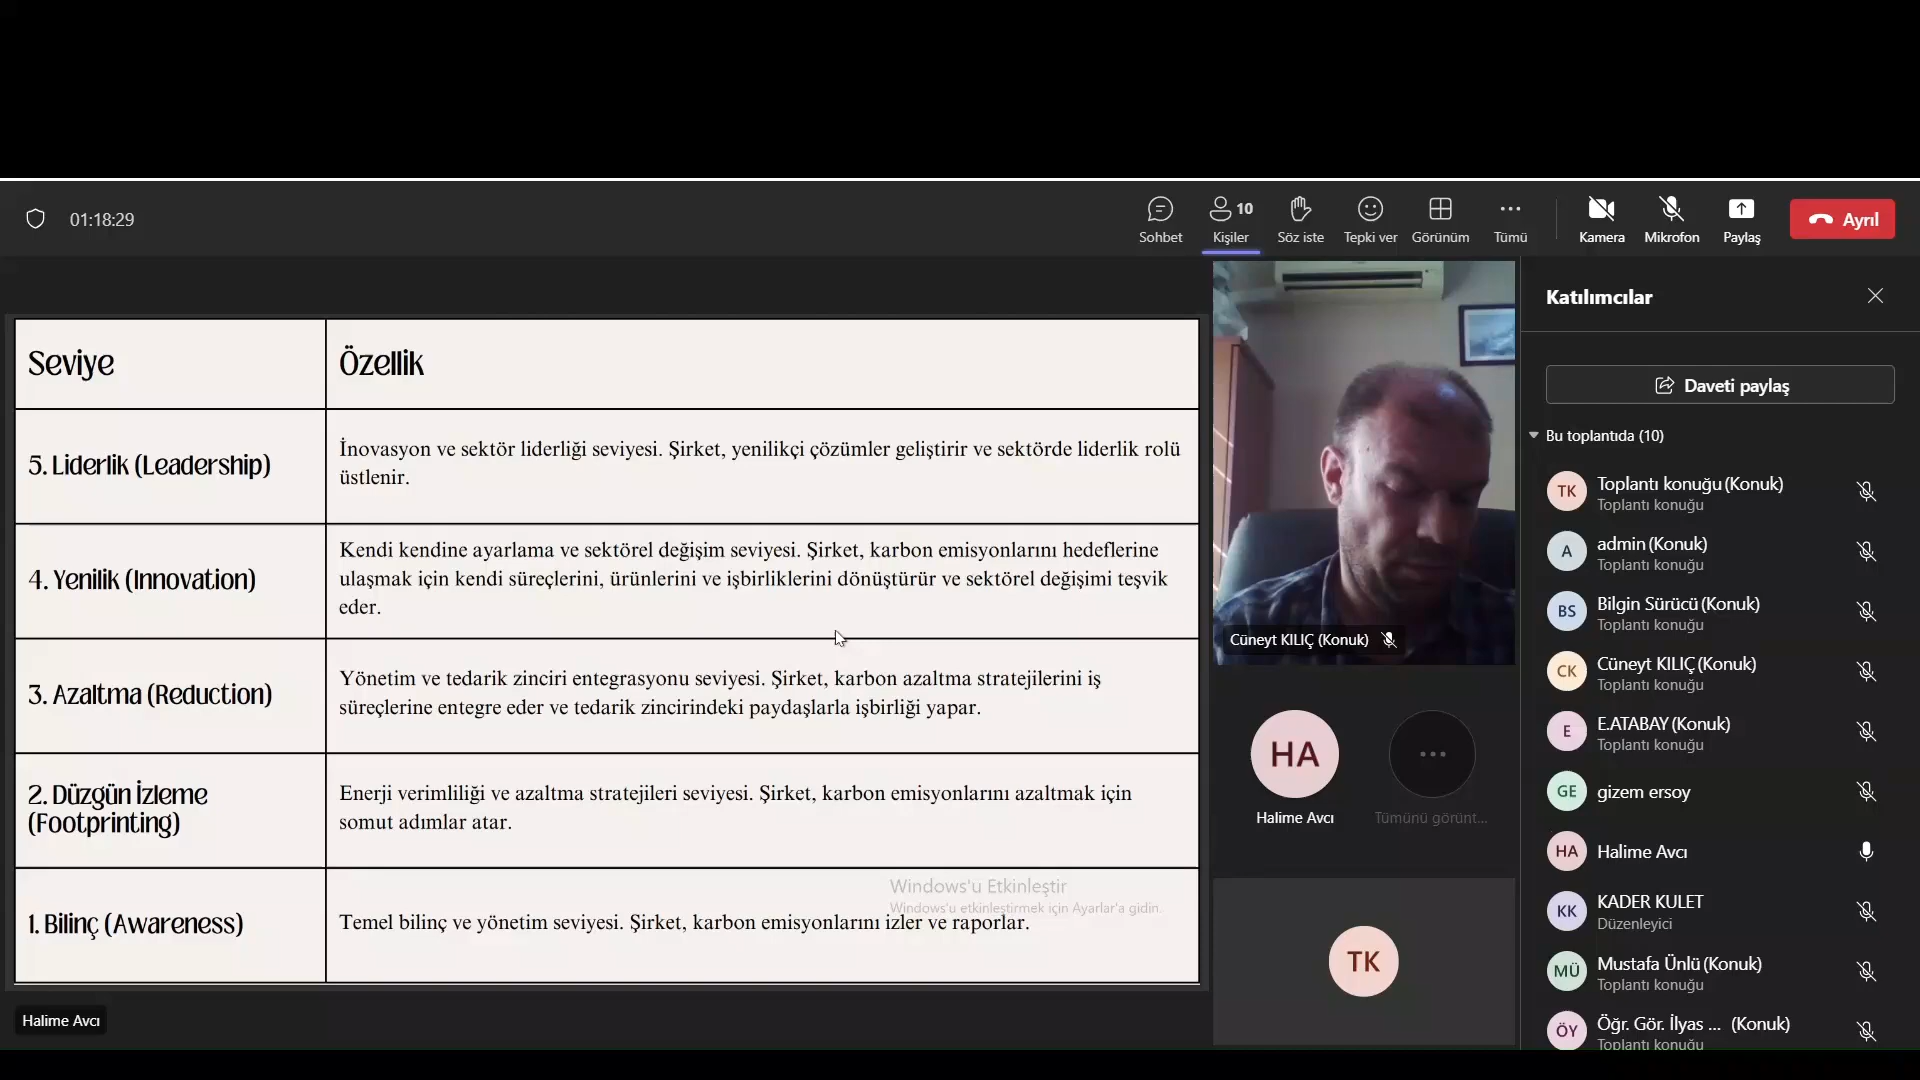 01:18:29
10
Sohbet
Kişiler
Söz iste
Tepki ver
Görünüm
Tümü
Kamera
Mikrofon
Paylaş
Ayrıl
Seviye
Özellik
5. Liderlik (Leadership)
İnovasyon ve sektör liderliği seviyesi. Şirket, yenilikçi çözümler geliştirir ve sektörde liderlik rolü
üstlenir.
4. Yenilik (Innovation)
Kendi kendine ayarlama ve sektörel değişim seviyesi. Şirket, karbon emisyonlarını hedeflerine
ulaşmak için kendi süreçlerini, ürünlerini ve işbirliklerini dönüştürür ve sektörel değişimi teşvik
eder.
3. Azaltma (Reduction)
Yönetim ve tedarik zinciri entegrasyonu seviyesi. Şirket, karbon azaltma stratejilerini iş
süreçlerine entegre eder ve tedarik zincirindeki paydaşlarla işbirliği yapar.
2. Düzgün İzleme
(Footprinting)
Enerji verimliliği ve azaltma stratejileri seviyesi. Şirket, karbon emisyonlarını azaltmak için
somut adımlar atar.
1. Bilinç (Awareness)
Temel bilinç ve yönetim seviyesi. Şirket, karbon emisyonlarını izler ve raporlar.
Windows'u Etkinleştir
Windows'u etkinleştirmek için Ayarlar'a gidin.
Halime Avcı
Cüneyt KILIÇ (Konuk)
HA
Halime Avcı
Tümünü görünt...
TK
Katılımcılar
Daveti paylaş
Bu toplantıda (10)
TK
Toplantı konuğu (Konuk)
Toplantı konuğu
A
admin (Konuk)
Toplantı konuğu
BS
Bilgin Sürücü (Konuk)
Toplantı konuğu
CK
Cüneyt KILIÇ (Konuk)
Toplantı konuğu
E
E.ATABAY (Konuk)
Toplantı konuğu
GE
gizem ersoy
HA
Halime Avcı
KK
KADER KULET
Düzenleyici
MÜ
Mustafa Ünlü (Konuk)
Toplantı konuğu
ÖY
Öğr. Gör. İlyas ... (Konuk)
Toplantı konuğu